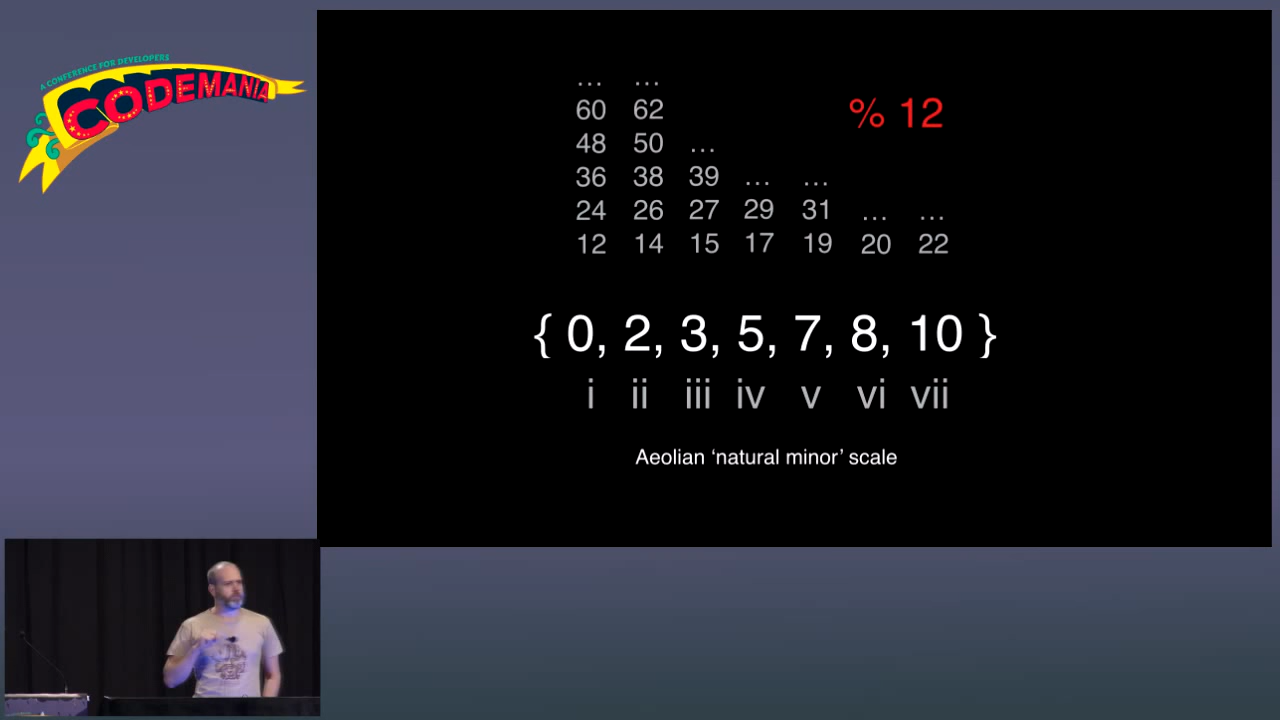 A CONFERENCE FOR DEVELOPERS
CODEMANIA
… …
60 62
% 12
48 50 …
36 38 39 … …
24 26 27 29 31 … …
12 14 15 17 19 20 22
{ 0, 2, 3, 5, 7, 8, 10 }
i ii iii iv v vi vii
Aeolian ‘natural minor’ scale